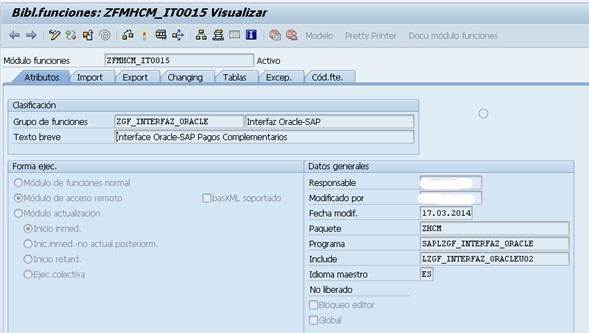 Bibl.funciones: ZFMHCM_IT0015 Visualizar
Modelo Pretty Printer Docu módulo funciones
Módulo funciones ZFMHCM_IT0015 Activo
Atributos Import Export Changing Tablas Excep. Cód.fte.
Clasificación
Grupo de funciones ZGF_INTERFAZ_ORACLE Interfaz Oracle-SAP
Texto breve Interface Oracle-SAP Pagos Complementarios
Forma ejec.
Módulo de funciones normal
Módulo de acceso remoto basXML soportado
Módulo actualización
Inicio inmed.
Inic.inmed.-no actual.posteriorm.
Inicio retard.
Ejec.colectiva
Datos generales
Responsable
Modificado por
Fecha modif. 17.03.2014
Paquete ZHCM
Programa SAPLZGF_INTERFAZ_ORACLE
Include LZGF_INTERFAZ_ORACLEU02
Idioma maestro ES
No liberado
Bloqueo editor
Global